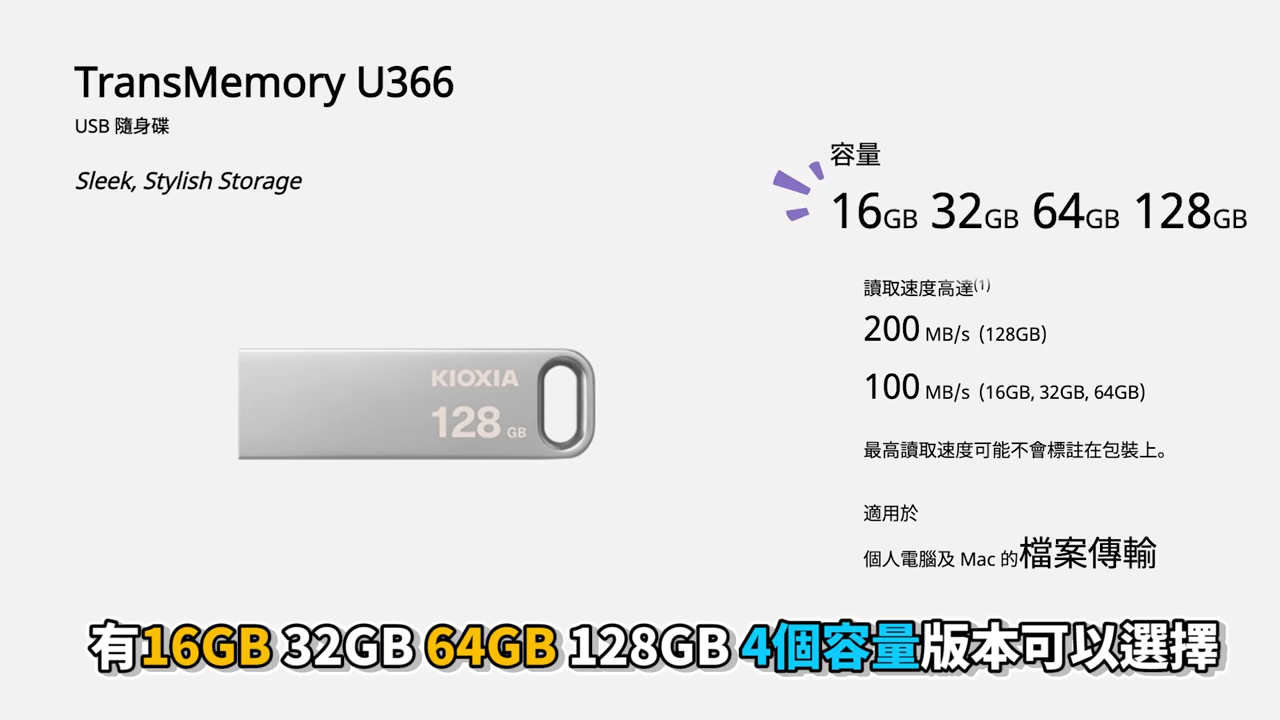 TransMemory U366
USB 隨身碟
Sleek, Stylish Storage
容量
16GB 32GB 64GB 128GB
讀取速度高達(1)
200 MB/s (128GB)
100 MB/s (16GB, 32GB, 64GB)
最高讀取速度可能不會標註在包裝上。
適用於
個人電腦及 Mac 的檔案傳輸
KIOXIA
128 GB
有16GB 32GB 64GB 128GB 4個容量版本可以選擇